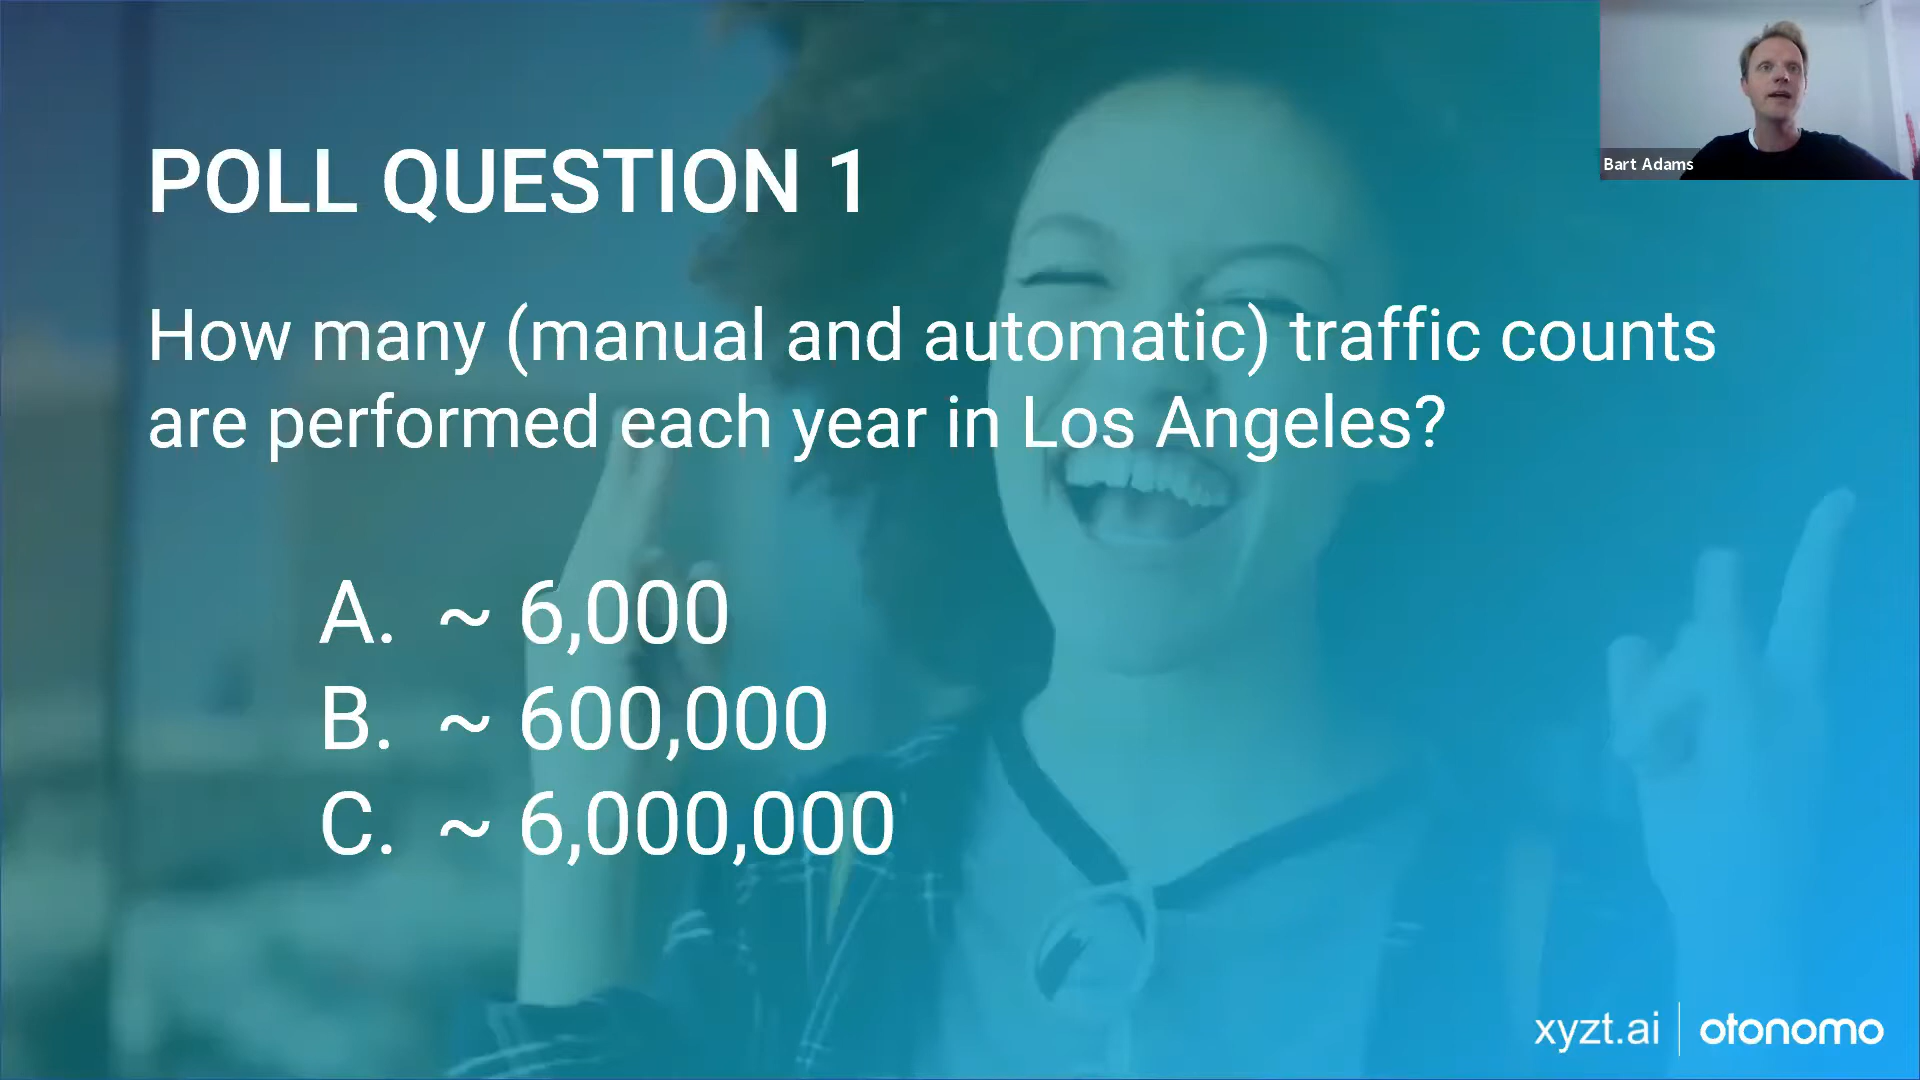 Bart Adams
POLL QUESTION 1
How many (manual and automatic) traffic counts
are performed each year in Los Angeles?
A. ~ 6,000
B. ~ 600,000
C. ~ 6,000,000
xyzt.ai | otonomo